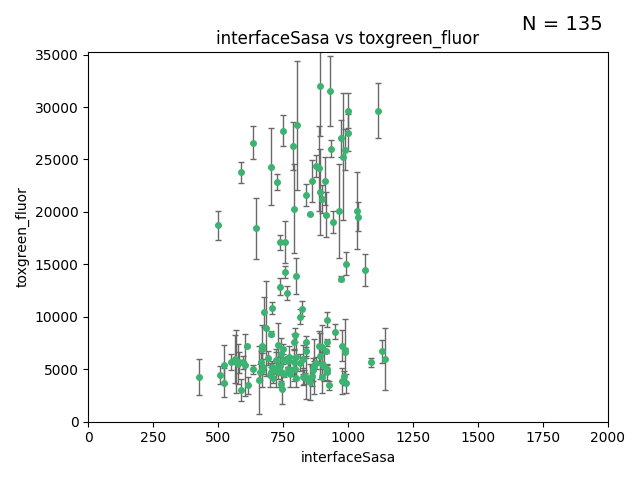 N = 135
interfaceSasa vs toxgreen_fluor
35000
30000
25000
20000
15000
10000
5000
0
toxgreen_fluor
0 250 500 750 1000 1250 1500 1750 2000
interfaceSasa